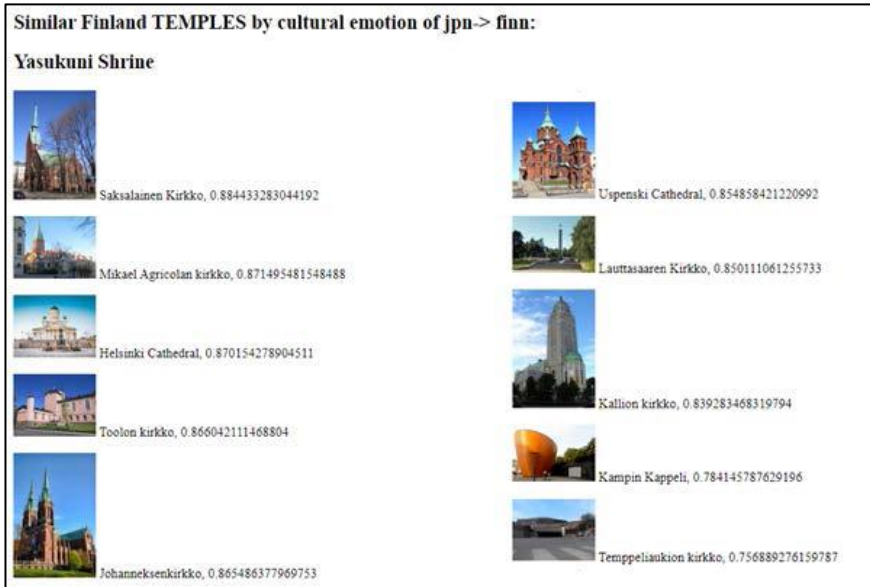 Similar Finland TEMPLES by cultural emotion of jpn-> finn:
Yasukuni Shrine
Saksalainen Kirkko, 0.884433283044192
Mikael Agricolan kirkko, 0.871495481548488
Helsinki Cathedral, 0.870154278904511
Toolon kirkko, 0.866042111468804
Johanneksenkirkko, 0.865486377969753
Uspenski Cathedral, 0.854858421220992
Lauttasaaren Kirkko, 0.850111061255733
Kallion kirkko, 0.839283468319794
Kampin Kappeli, 0.784145787629196
Temppeliaukion kirkko, 0.756889276159787